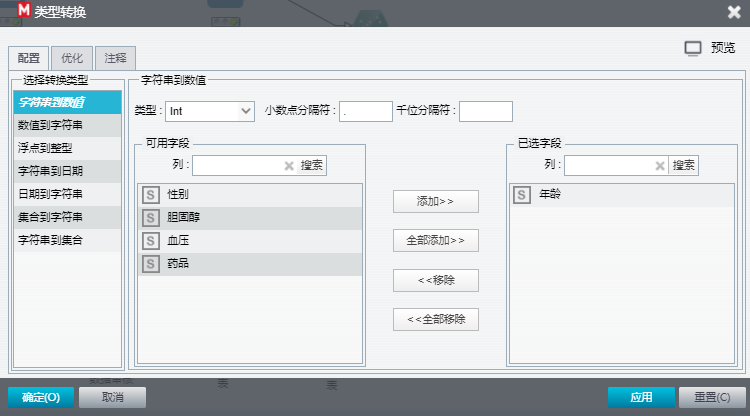 M 类型转换
预览
配置 优化 注释
选择转换类型
字符串到数值
数值到字符串
浮点到整型
字符串到日期
日期到字符串
集合到字符串
字符串到集合
字符串到数值
类型 : Int 小数点分隔符 : . 千位分隔符 :
可用字段
列 : 搜索
S 性别
S 胆固醇
S 血压
S 药品
添加>>
全部添加>>
<<移除
<<全部移除
已选字段
列 : 搜索
S 年龄
表 表
确定(O) 取消 应用 重置(C)